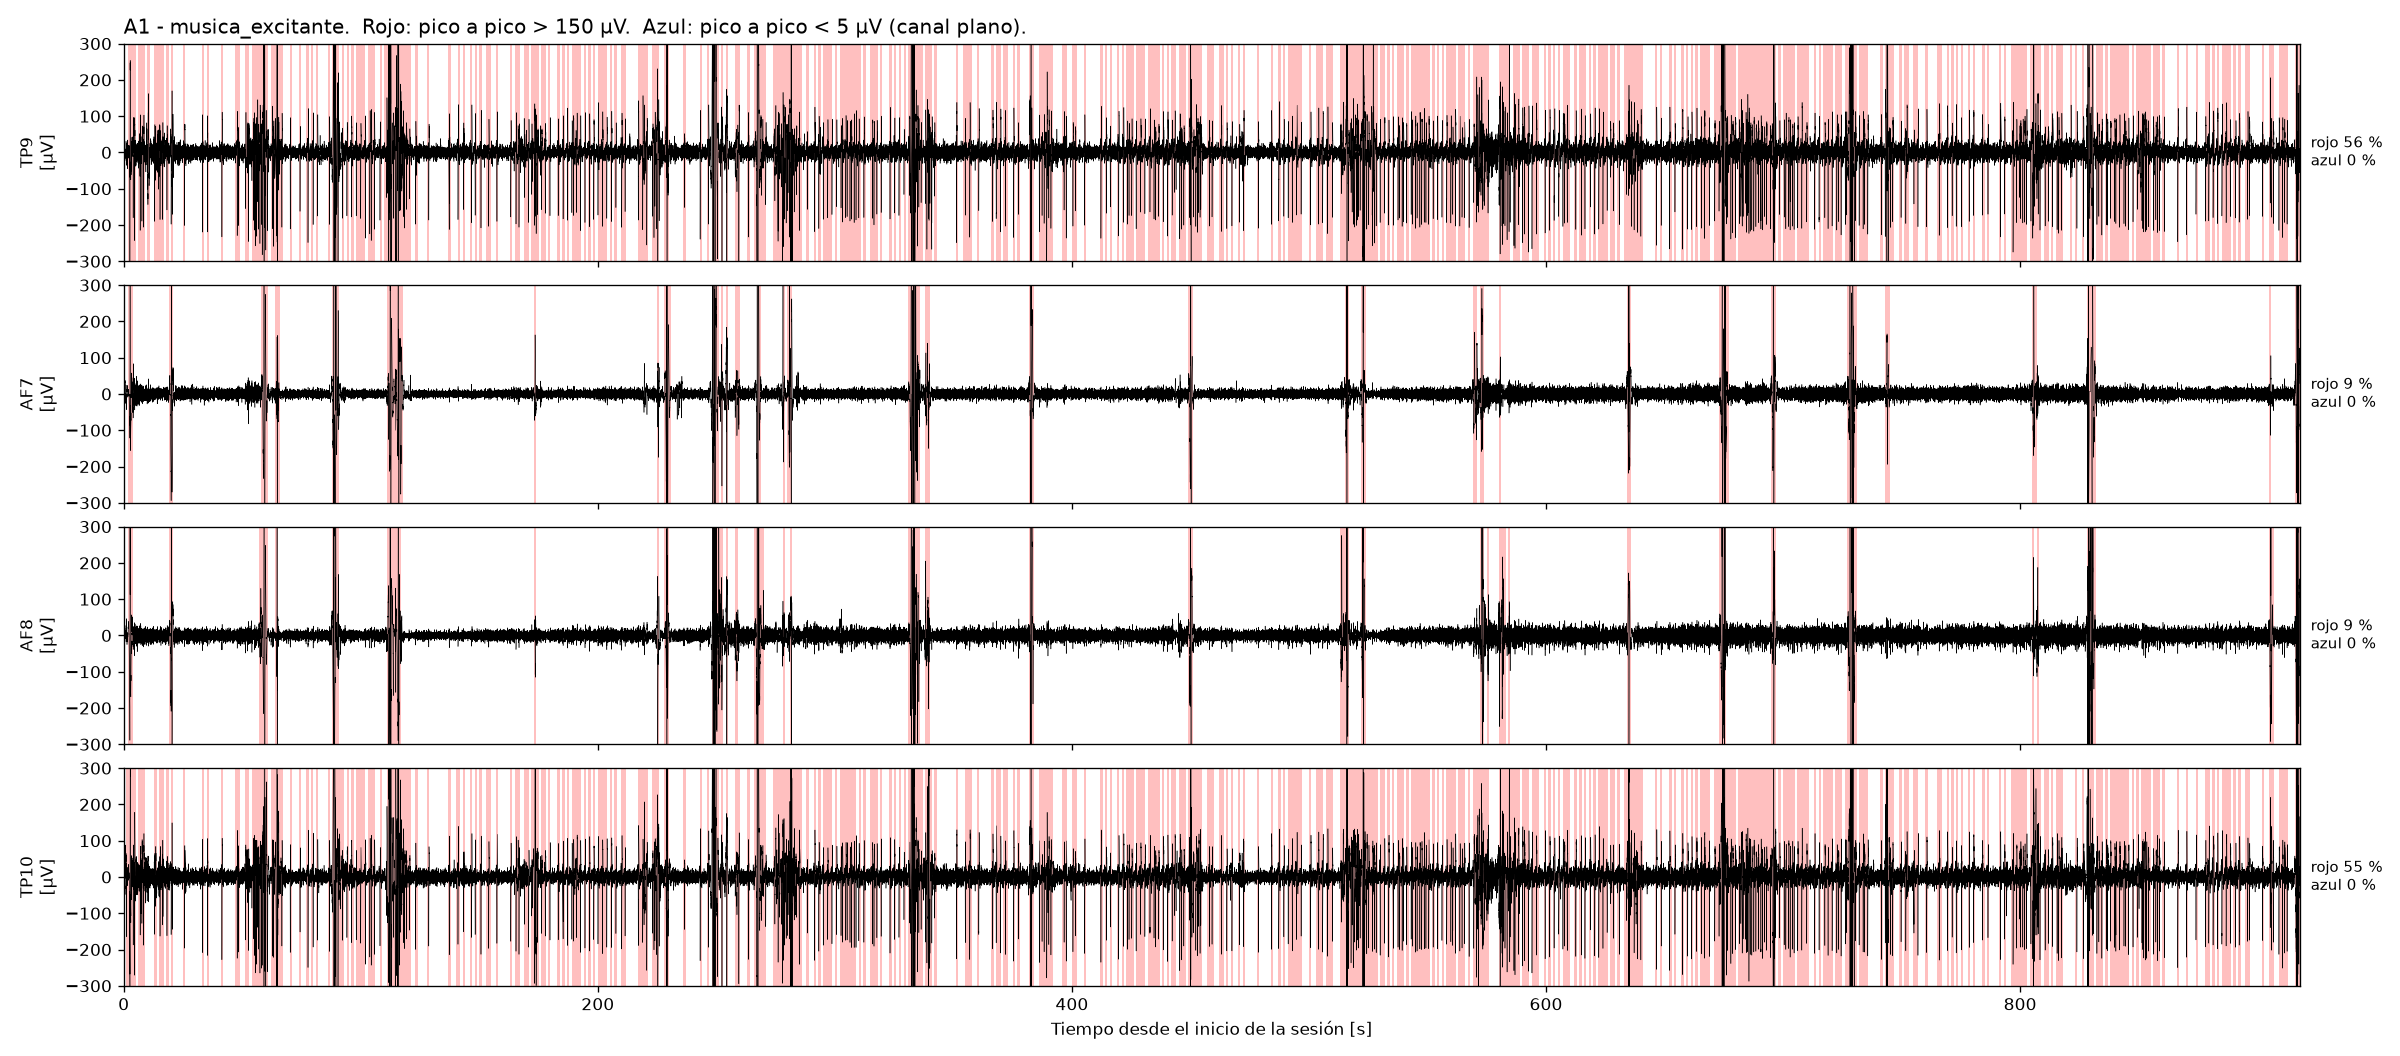 A1 - musica_excitante.  Rojo: pico a pico > 150 µV.  Azul: pico a pico < 5 µV (canal plano).
300
200
100
0
−100
−200
−300
TP9
[µV]
rojo 56 %
azul 0 %
300
200
100
0
−100
−200
−300
AF7
[µV]
rojo 9 %
azul 0 %
300
200
100
0
−100
−200
−300
AF8
[µV]
rojo 9 %
azul 0 %
300
200
100
0
−100
−200
−300
TP10
[µV]
rojo 55 %
azul 0 %
0 200 400 600 800
Tiempo desde el inicio de la sesión [s]